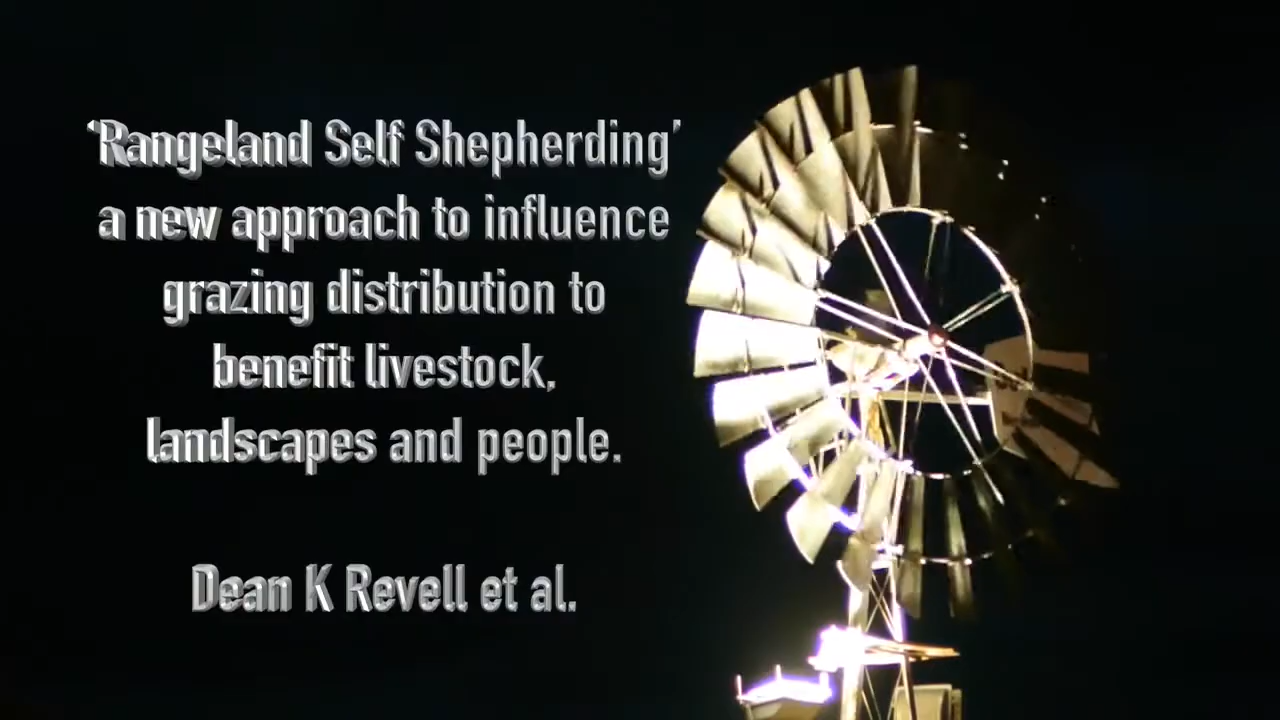 ‘Rangeland Self Shepherding’
a new approach to influence
grazing distribution to
benefit livestock,
landscapes and people.
Dean K Revell et al.